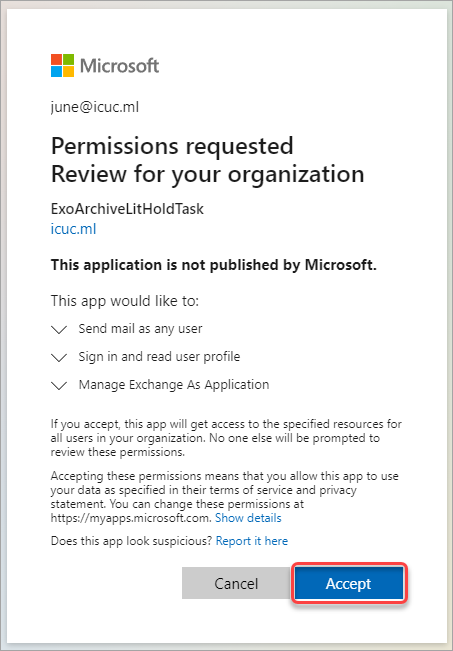 Microsoft
june@icuc.ml
Permissions requested
Review for your organization
ExoArchiveLitHoldTask
icuc.ml
This application is not published by Microsoft.
This app would like to:
Send mail as any user
Sign in and read user profile
Manage Exchange As Application
If you accept, this app will get access to the specified resources for
all users in your organization. No one else will be prompted to
review these permissions.
Accepting these permissions means that you allow this app to use
your data as specified in their terms of service and privacy
statement. You can change these permissions at
https://myapps.microsoft.com. Show details
Does this app look suspicious? Report it here
Cancel Accept